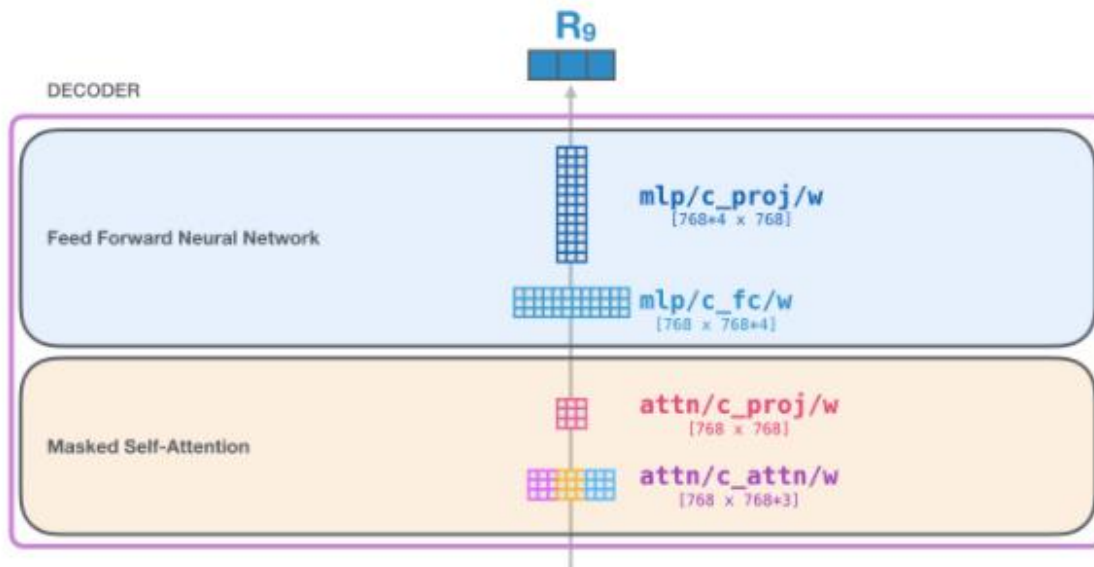 R₉
DECODER
mlp/c_proj/w
[768*4 x 768]
Feed Forward Neural Network
mlp/c_fc/w
[768 x 768*4]
attn/c_proj/w
[768 x 768]
Masked Self-Attention
attn/c_attn/w
[768 x 768*3]